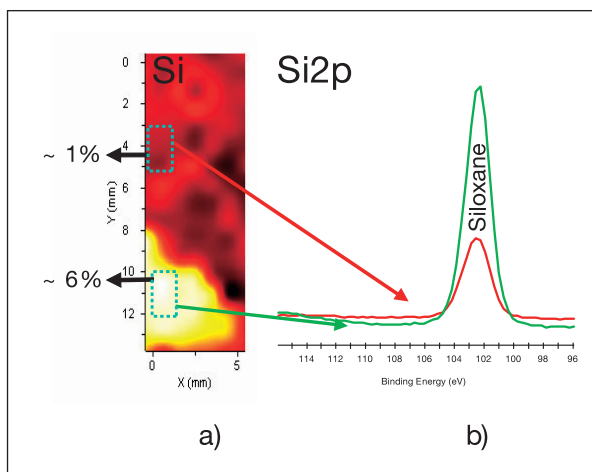 Si
Si2p
0
2
4
6
8
10
12
Y (mm)
~ 1%
~ 6%
0
5
X (mm)
Siloxane
114 112 110 108 106 104 102 100 98 96
Binding Energy (eV)
a)
b)